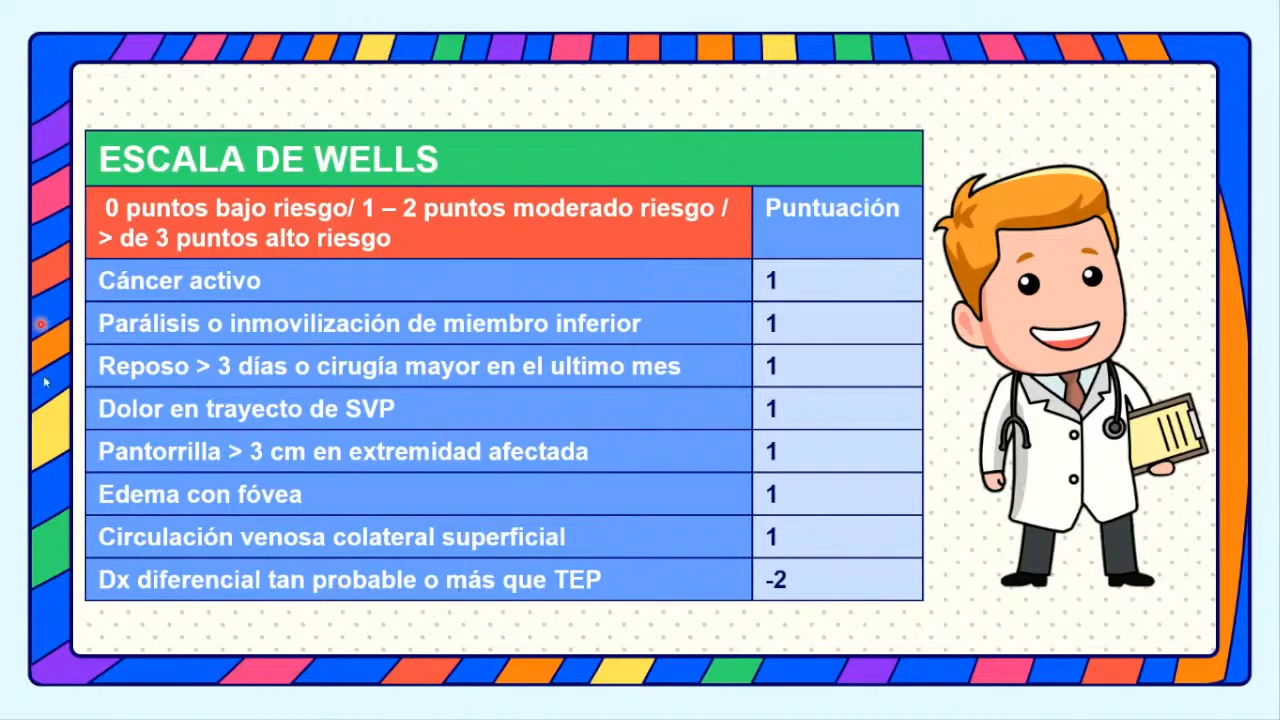 ESCALA DE WELLS
0 puntos bajo riesgo/ 1 – 2 puntos moderado riesgo /
> de 3 puntos alto riesgo
Puntuación
Cáncer activo 1
Parálisis o inmovilización de miembro inferior 1
Reposo > 3 días o cirugía mayor en el ultimo mes 1
Dolor en trayecto de SVP 1
Pantorrilla > 3 cm en extremidad afectada 1
Edema con fóvea 1
Circulación venosa colateral superficial 1
Dx diferencial tan probable o más que TEP -2